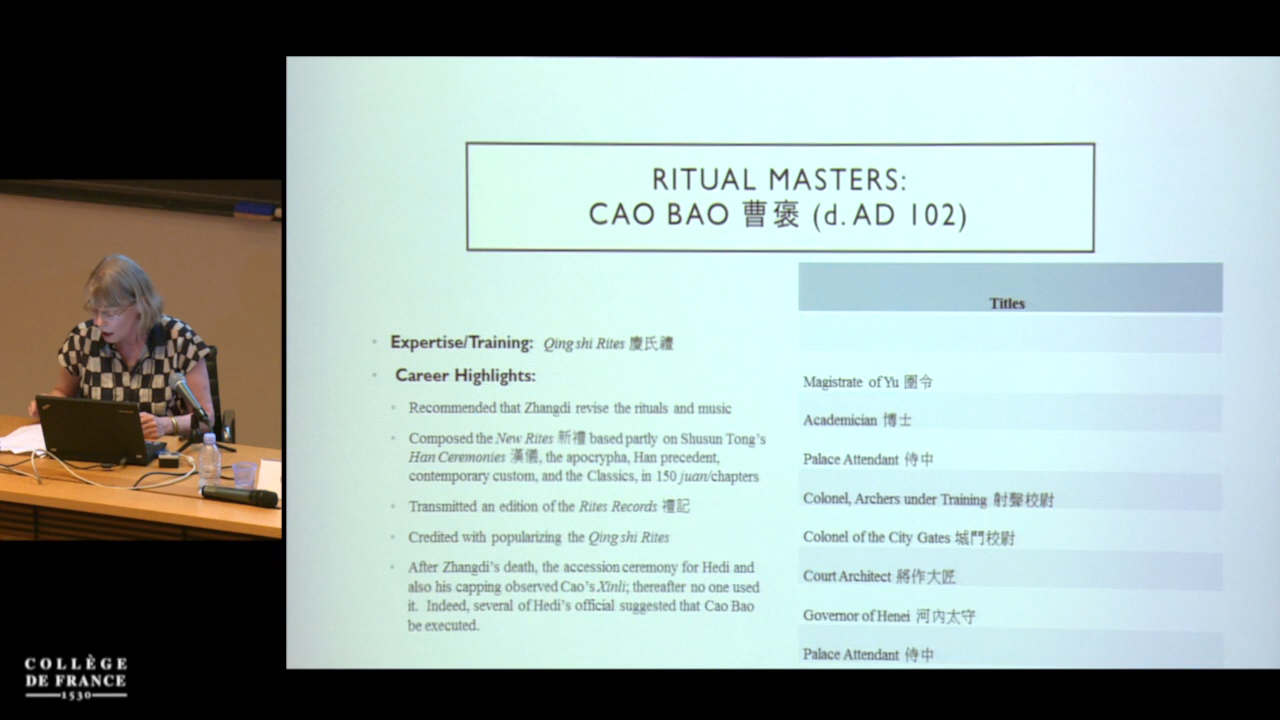 RITUAL MASTERS:
CAO BAO 曹褒 (d. AD 102)
Expertise/Training: Qing shi Rites 慶氏禮
Career Highlights:
Recommended that Zhangdi revise the rituals and music
Composed the New Rites 新禮 based partly on Shusun Tong's
Han Ceremonies 漢儀, the apocrypha, Han precedent,
contemporary custom, and the Classics, in 150 juan/chapters
Transmitted an edition of the Rites Records 禮記
Credited with popularizing the Qing shi Rites
After Zhangdi's death, the accession ceremony for Hedi and
also his capping observed Cao's Xinli; thereafter no one used
it. Indeed, several of Hedi's official suggested that Cao Bao
be executed.
Titles
Magistrate of Yu 圉令
Academician 博士
Palace Attendant 侍中
Colonel, Archers under Training 射聲校尉
Colonel of the City Gates 城門校尉
Court Architect 將作大匠
Governor of Henei 河內太守
Palace Attendant 侍中
COLLÈGE
DE FRANCE
1530